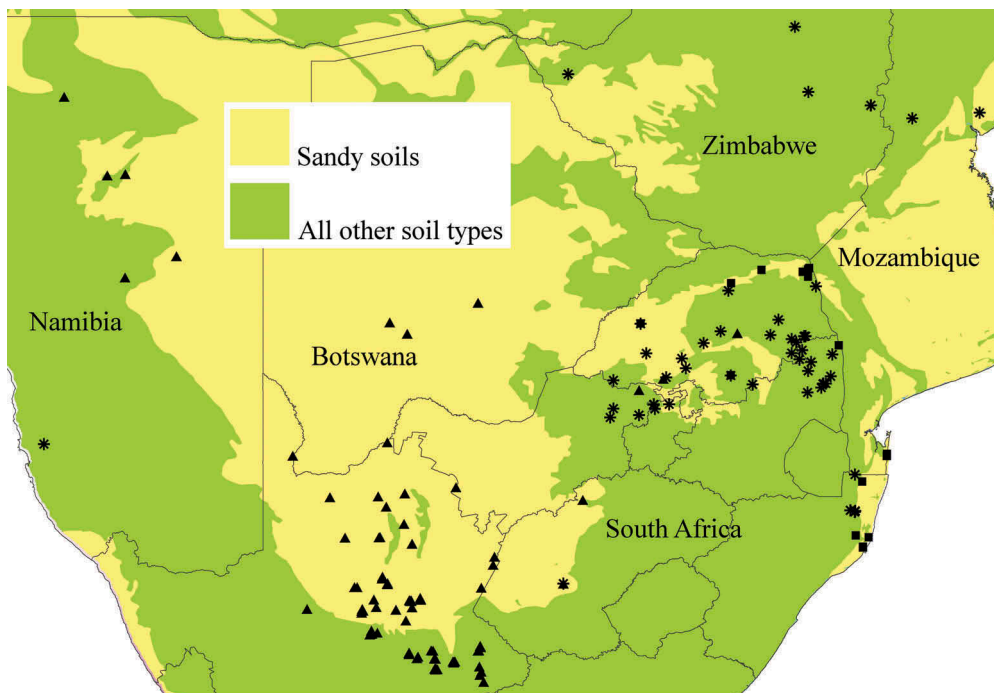 Zimbabwe
Sandy soils
All other soil types
Mozambique
Namibia
Botswana
South Africa